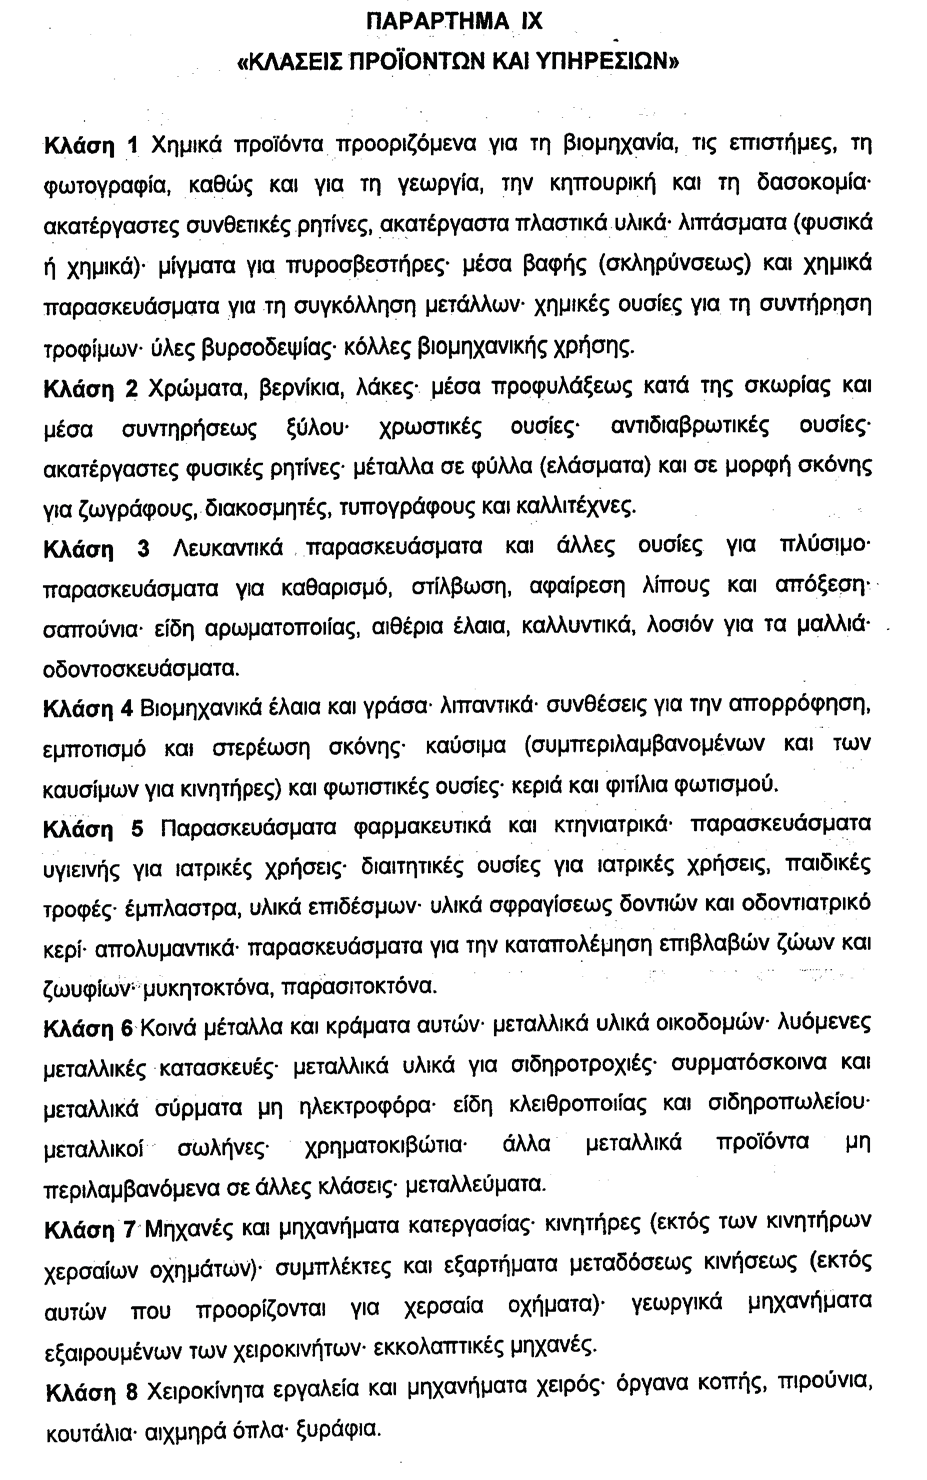 ΠΑΡΑΡΤΗΜΑ ΙΧ
«ΚΛΑΣΕΙΣ ΠΡΟΪΟΝΤΩΝ ΚΑΙ ΥΠΗΡΕΣΙΩΝ»
Κλάση 1 Χημικά προϊόντα προοριζόμενα για τη βιομηχανία, τις επιστήμες, τη
φωτογραφία, καθώς και για τη γεωργία, την κηπουρική και τη δασοκομία·
ακατέργαστες συνθετικές ρητίνες, ακατέργαστα πλαστικά υλικά· λιπάσματα (φυσικά
ή χημικά)· μίγματα για πυροσβεστήρες· μέσα βαφής (σκληρύνσεως) και χημικά
παρασκευάσματα για τη συγκόλληση μετάλλων· χημικές ουσίες για τη συντήρηση
τροφίμων· ύλες βυρσοδεψίας· κόλλες βιομηχανικής χρήσης.
Κλάση 2 Χρώματα, βερνίκια, λάκες· μέσα προφυλάξεως κατά της σκωρίας και
μέσα συντηρήσεως ξύλου· χρωστικές ουσίες· αντιδιαβρωτικές ουσίες·
ακατέργαστες φυσικές ρητίνες· μέταλλα σε φύλλα (ελάσματα) και σε μορφή σκόνης
για ζωγράφους, διακοσμητές, τυπογράφους και καλλιτέχνες.
Κλάση 3 Λευκαντικά παρασκευάσματα και άλλες ουσίες για πλύσιμο·
παρασκευάσματα για καθαρισμό, στίλβωση, αφαίρεση λίπους και απόξεση·
σαπούνια· είδη αρωματοποιίας, αιθέρια έλαια, καλλυντικά, λοσιόν για τα μαλλιά·
οδοντοσκευάσματα.
Κλάση 4 Βιομηχανικά έλαια και γράσα· λιπαντικά· συνθέσεις για την απορρόφηση,
εμποτισμό και στερέωση σκόνης· καύσιμα (συμπεριλαμβανομένων και των
καυσίμων για κινητήρες) και φωτιστικές ουσίες· κεριά και φιτίλια φωτισμού.
Κλάση 5 Παρασκευάσματα φαρμακευτικά και κτηνιατρικά· παρασκευάσματα
υγιεινής για ιατρικές χρήσεις· διαιτητικές ουσίες για ιατρικές χρήσεις, παιδικές
τροφές· έμπλαστρα, υλικά επιδέσμων· υλικά σφραγίσεως δοντιών και οδοντιατρικό
κερί· απολυμαντικά· παρασκευάσματα για την καταπολέμηση επιβλαβών ζώων και
ζωυφίων· μυκητοκτόνα, παρασιτοκτόνα.
Κλάση 6 Κοινά μέταλλα και κράματα αυτών· μεταλλικά υλικά οικοδομών· λυόμενες
μεταλλικές κατασκευές· μεταλλικά υλικά για σιδηροτροχιές· συρματόσκοινα και
μεταλλικά σύρματα μη ηλεκτροφόρα· είδη κλειθροποιίας και σιδηροπωλείου·
μεταλλικοί σωλήνες· χρηματοκιβώτια· άλλα μεταλλικά προϊόντα μη
περιλαμβανόμενα σε άλλες κλάσεις· μεταλλεύματα.
Κλάση 7 Μηχανές και μηχανήματα κατεργασίας· κινητήρες (εκτός των κινητήρων
χερσαίων οχημάτων)· συμπλέκτες και εξαρτήματα μεταδόσεως κινήσεως (εκτός
αυτών που προορίζονται για χερσαία οχήματα)· γεωργικά μηχανήματα
εξαιρουμένων των χειροκινήτων· εκκολαπτικές μηχανές.
Κλάση 8 Χειροκίνητα εργαλεία και μηχανήματα χειρός· όργανα κοπής, πιρούνια,
κουτάλια· αιχμηρά όπλα· ξυράφια.